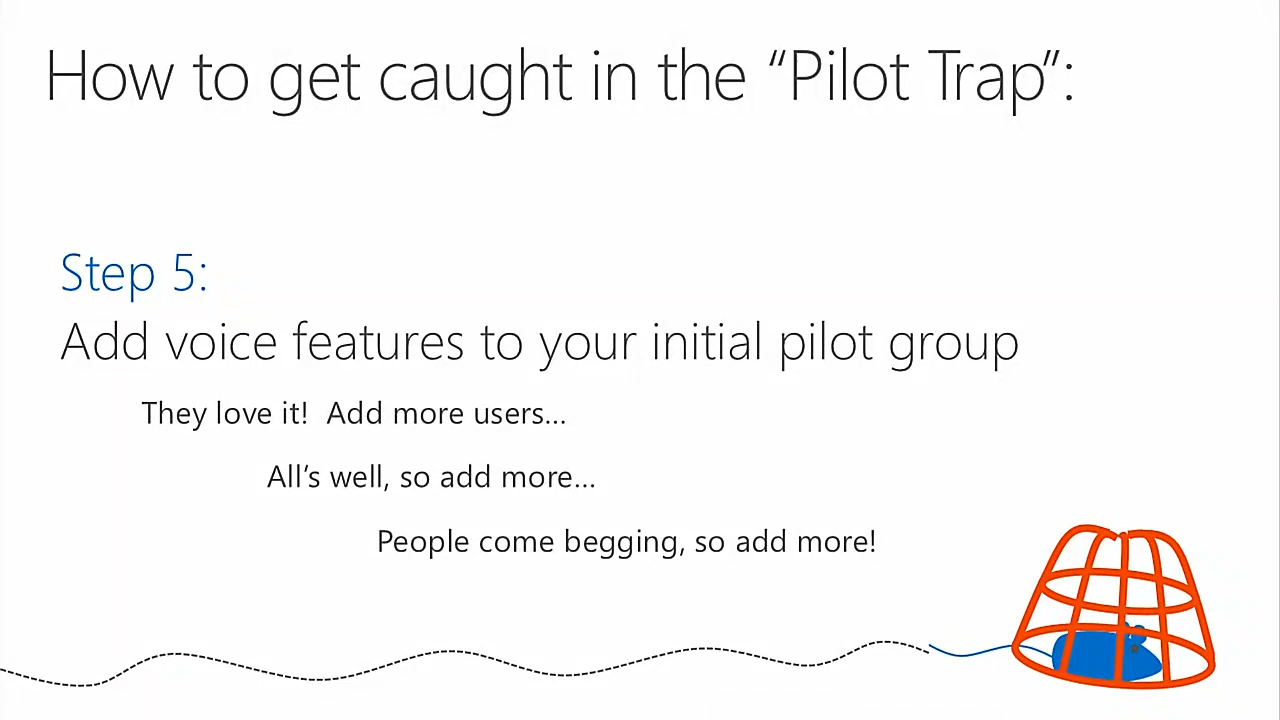 How to get caught in the “Pilot Trap”:
Step 5:
Add voice features to your initial pilot group
They love it!  Add more users…
All’s well, so add more…
People come begging, so add more!